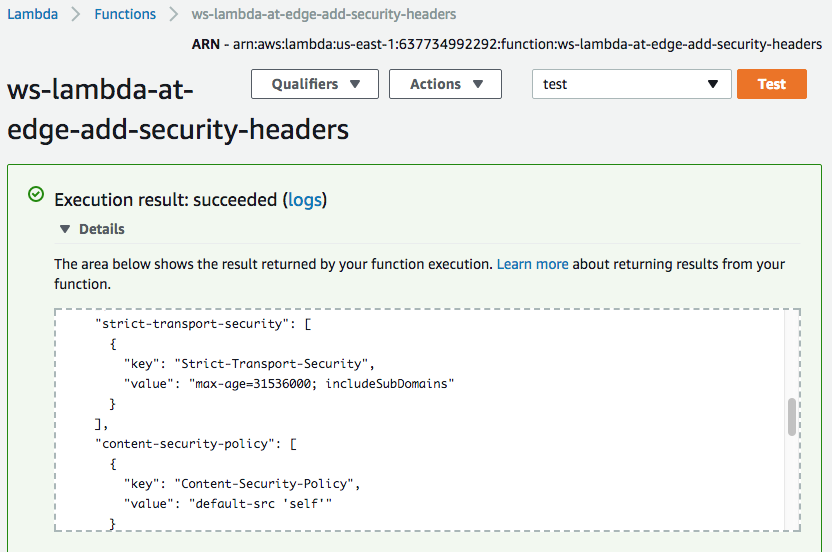 Lambda > Functions > ws-lambda-at-edge-add-security-headers
ARN - arn:aws:lambda:us-east-1:637734992292:function:ws-lambda-at-edge-add-security-headers
ws-lambda-at-
edge-add-security-headers
Qualifiers
Actions
test
Test
Execution result: succeeded (logs)
Details
The area below shows the result returned by your function execution. Learn more about returning results from your
function.
"strict-transport-security": [
{
"key": "Strict-Transport-Security",
"value": "max-age=31536000; includeSubDomains"
}
],
"content-security-policy": [
{
"key": "Content-Security-Policy",
"value": "default-src 'self'"
}